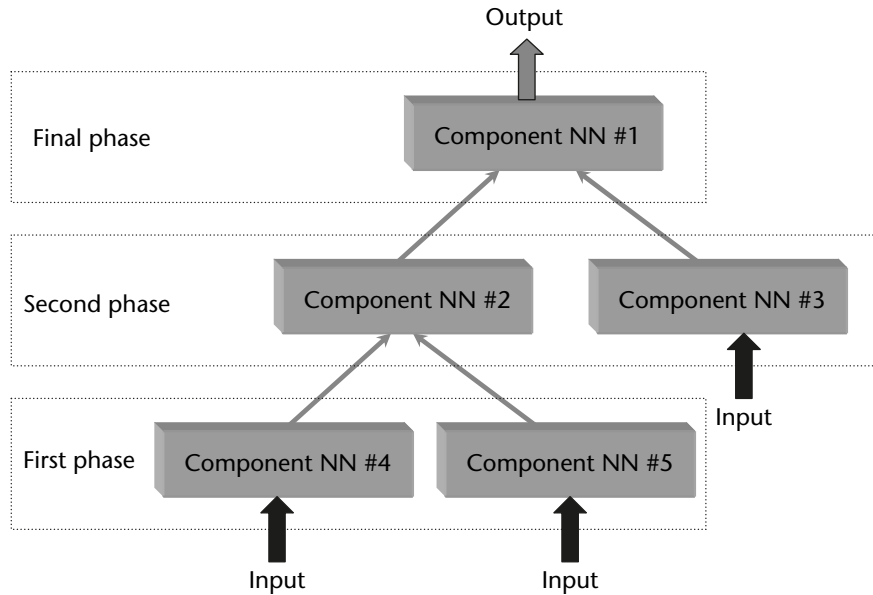 Output
Final phase
Component NN #1
Second phase
Component NN #2
Component NN #3
Input
First phase
Component NN #4
Component NN #5
Input
Input